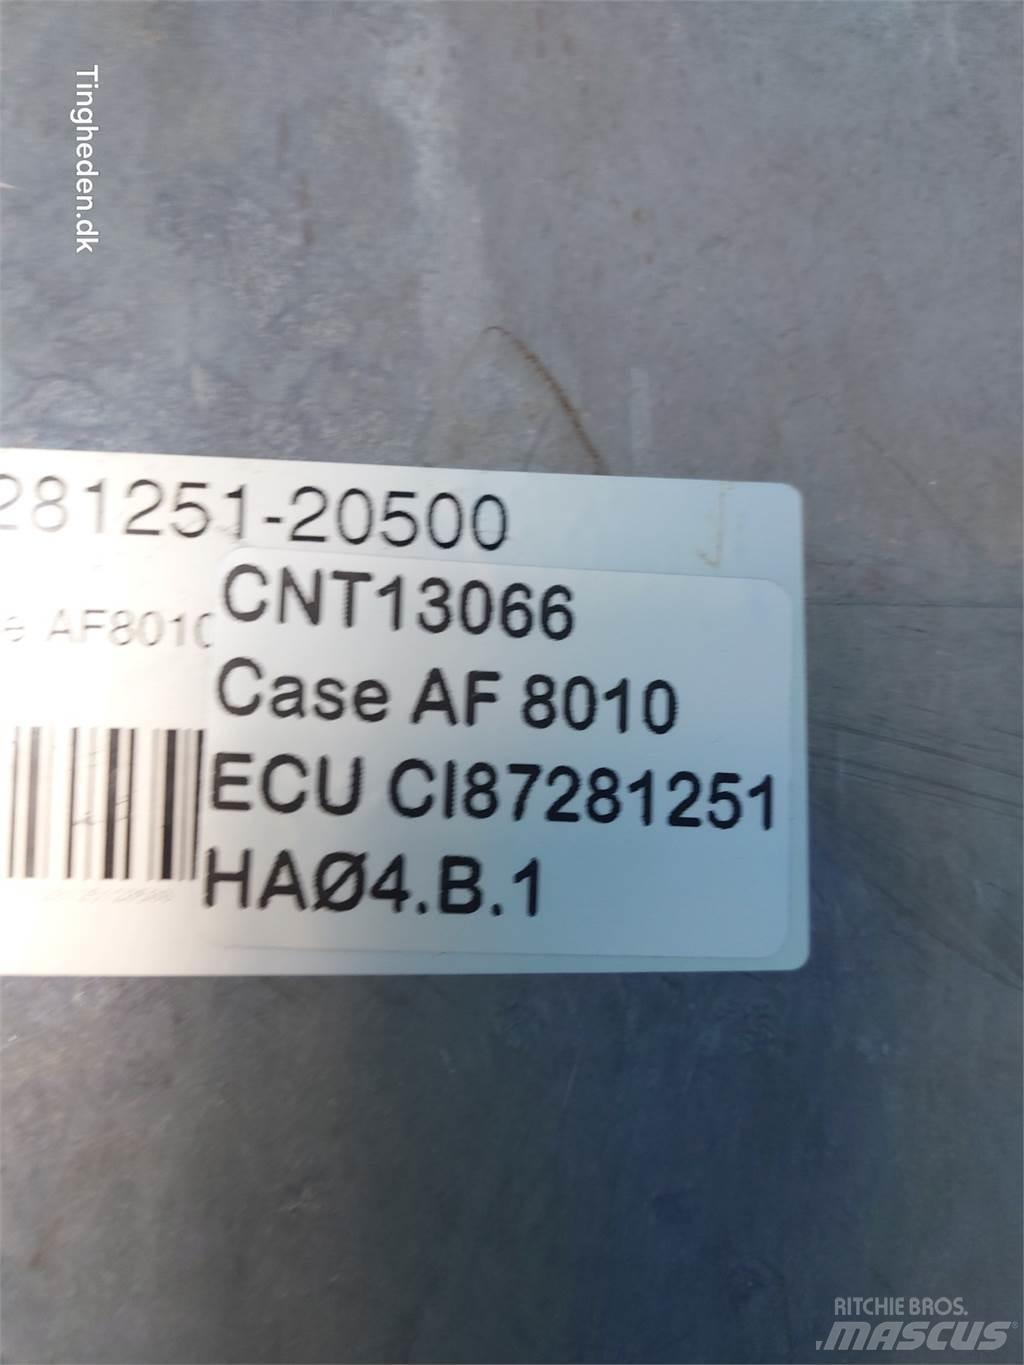 Tingheden.dk
281251-20500
CNT13066
AF8010
Case AF 8010
ECU CI87281251
HAØ4.B.1
RITCHIE BROS.
MASCUS